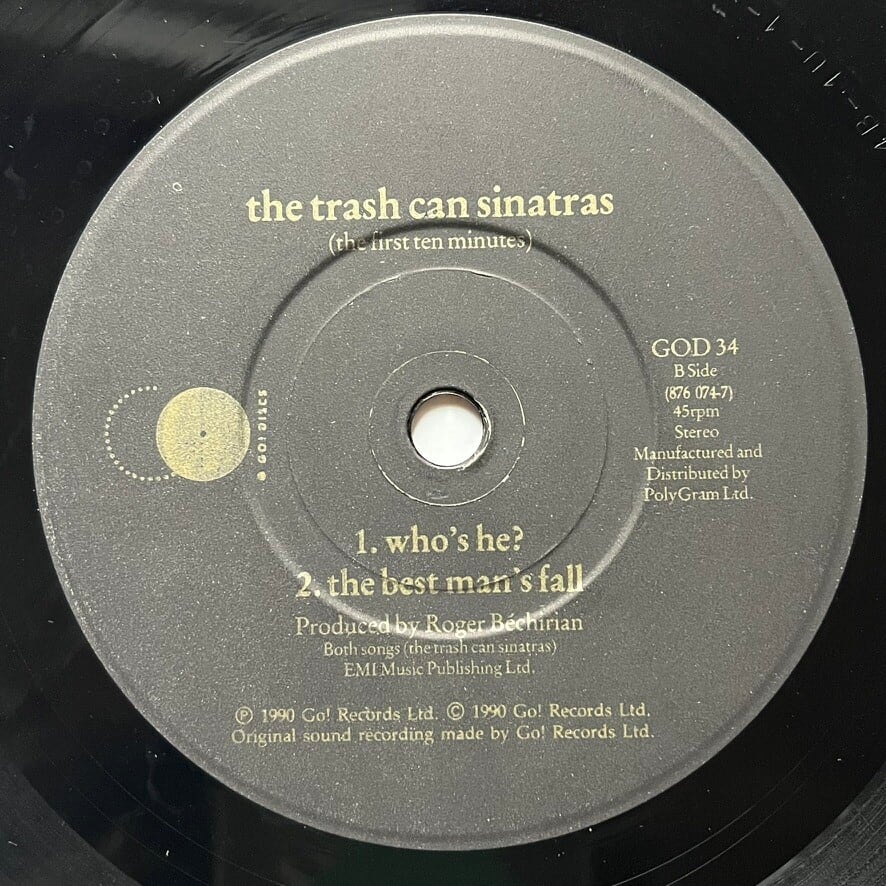 the trash can sinatras
(the first ten minutes)
GOD 34
B Side
(876 074-7)
45rpm
Stereo
Manufactured and
Distributed by
PolyGram Ltd.
GO! DISCS
1. who's he?
2. the best man's fall
Produced by Roger Béchirian
Both songs (the trash can sinatras)
EMI Music Publishing Ltd.
Ⓟ 1990 Go! Records Ltd. © 1990 Go! Records Ltd.
Original sound recording made by Go! Records Ltd.